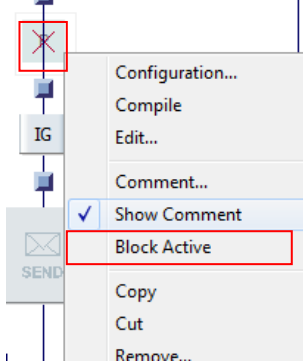 Configuration...
Compile
IG
Edit...
Comment...
Show Comment
Block Active
SEND
Copy
Cut
Remove...